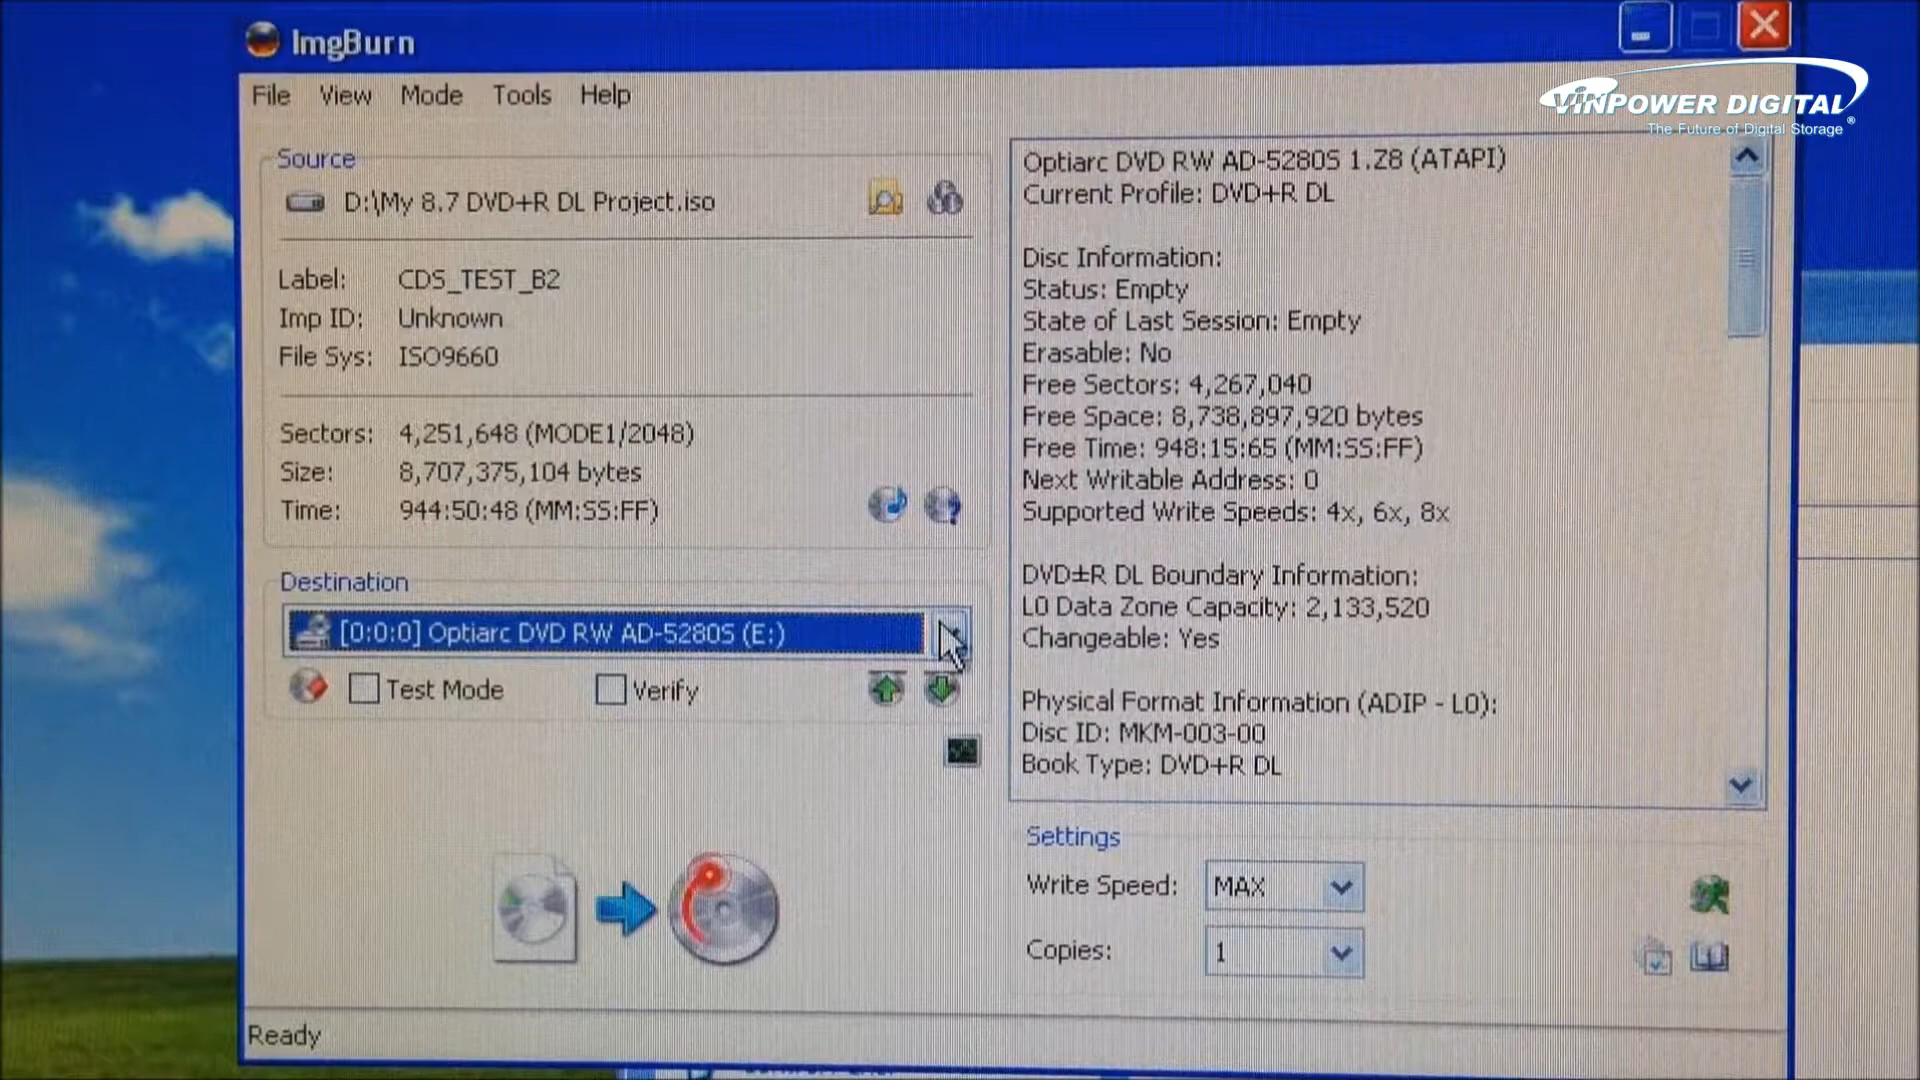 ImgBurn
File View Mode Tools Help
VINPOWER DIGITAL
The Future of Digital Storage ®
Source
D:\My 8.7 DVD+R DL Project.iso
Label: CDS_TEST_B2
Imp ID: Unknown
File Sys: ISO9660
Sectors: 4,251,648 (MODE1/2048)
Size: 8,707,375,104 bytes
Time: 944:50:48 (MM:SS:FF)
Destination
[0:0:0] Optiarc DVD RW AD-5280S (E:)
Test Mode Verify
Optiarc DVD RW AD-5280S 1.Z8 (ATAPI)
Current Profile: DVD+R DL
Disc Information:
Status: Empty
State of Last Session: Empty
Erasable: No
Free Sectors: 4,267,040
Free Space: 8,738,897,920 bytes
Free Time: 948:15:65 (MM:SS:FF)
Next Writable Address: 0
Supported Write Speeds: 4x, 6x, 8x
DVD±R DL Boundary Information:
L0 Data Zone Capacity: 2,133,520
Changeable: Yes
Physical Format Information (ADIP - L0):
Disc ID: MKM-003-00
Book Type: DVD+R DL
Settings
Write Speed: MAX
Copies: 1
Ready